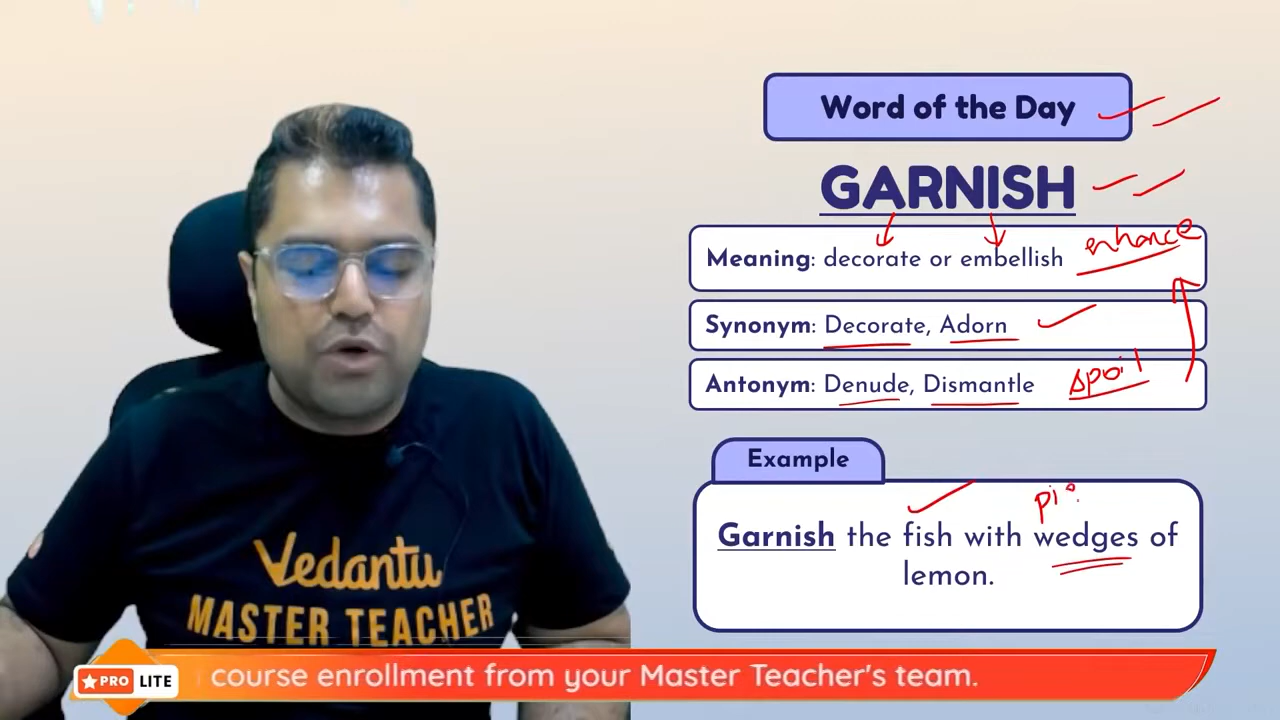 Word of the Day
GARNISH
Meaning: decorate or embellish enhance
Synonym: Decorate, Adorn
Antonym: Denude, Dismantle spoil
Example
pi
Garnish the fish with wedges of
lemon.
Vedantu
MASTER TEACHER
PRO LITE
course enrollment from your Master Teacher's team.